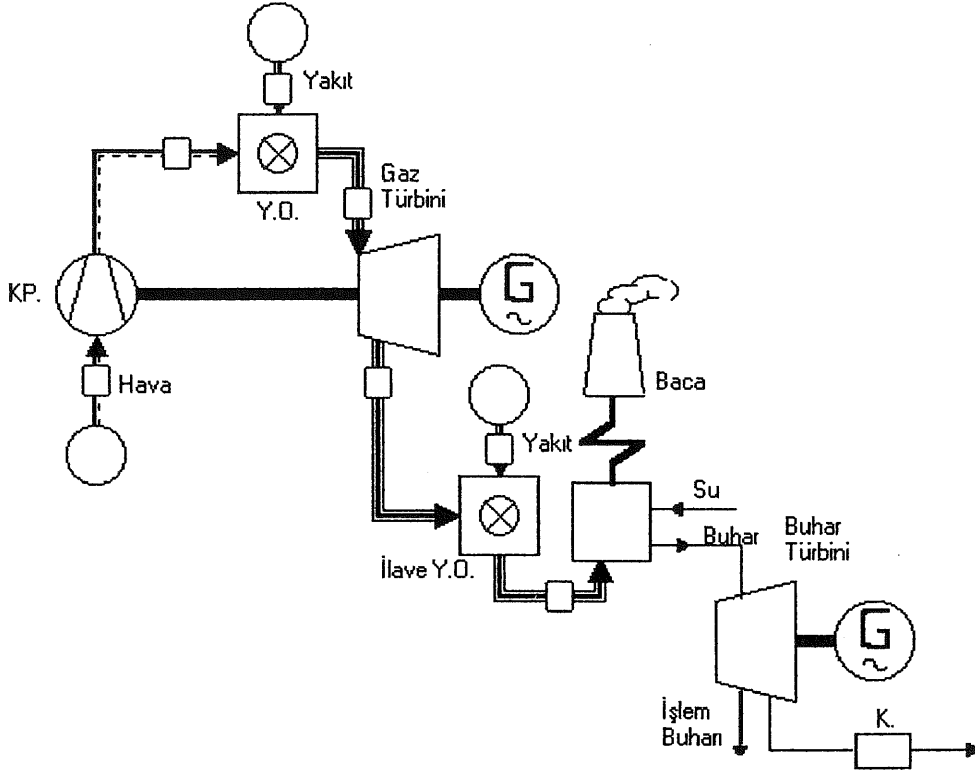 Yakıt
Gaz
Türbini
Y.O.
KP.
G
Hava
Baca
Yakıt
Su
Buhar
Buhar
Türbini
İlave Y.O.
G
İşlem
Buharı
K.